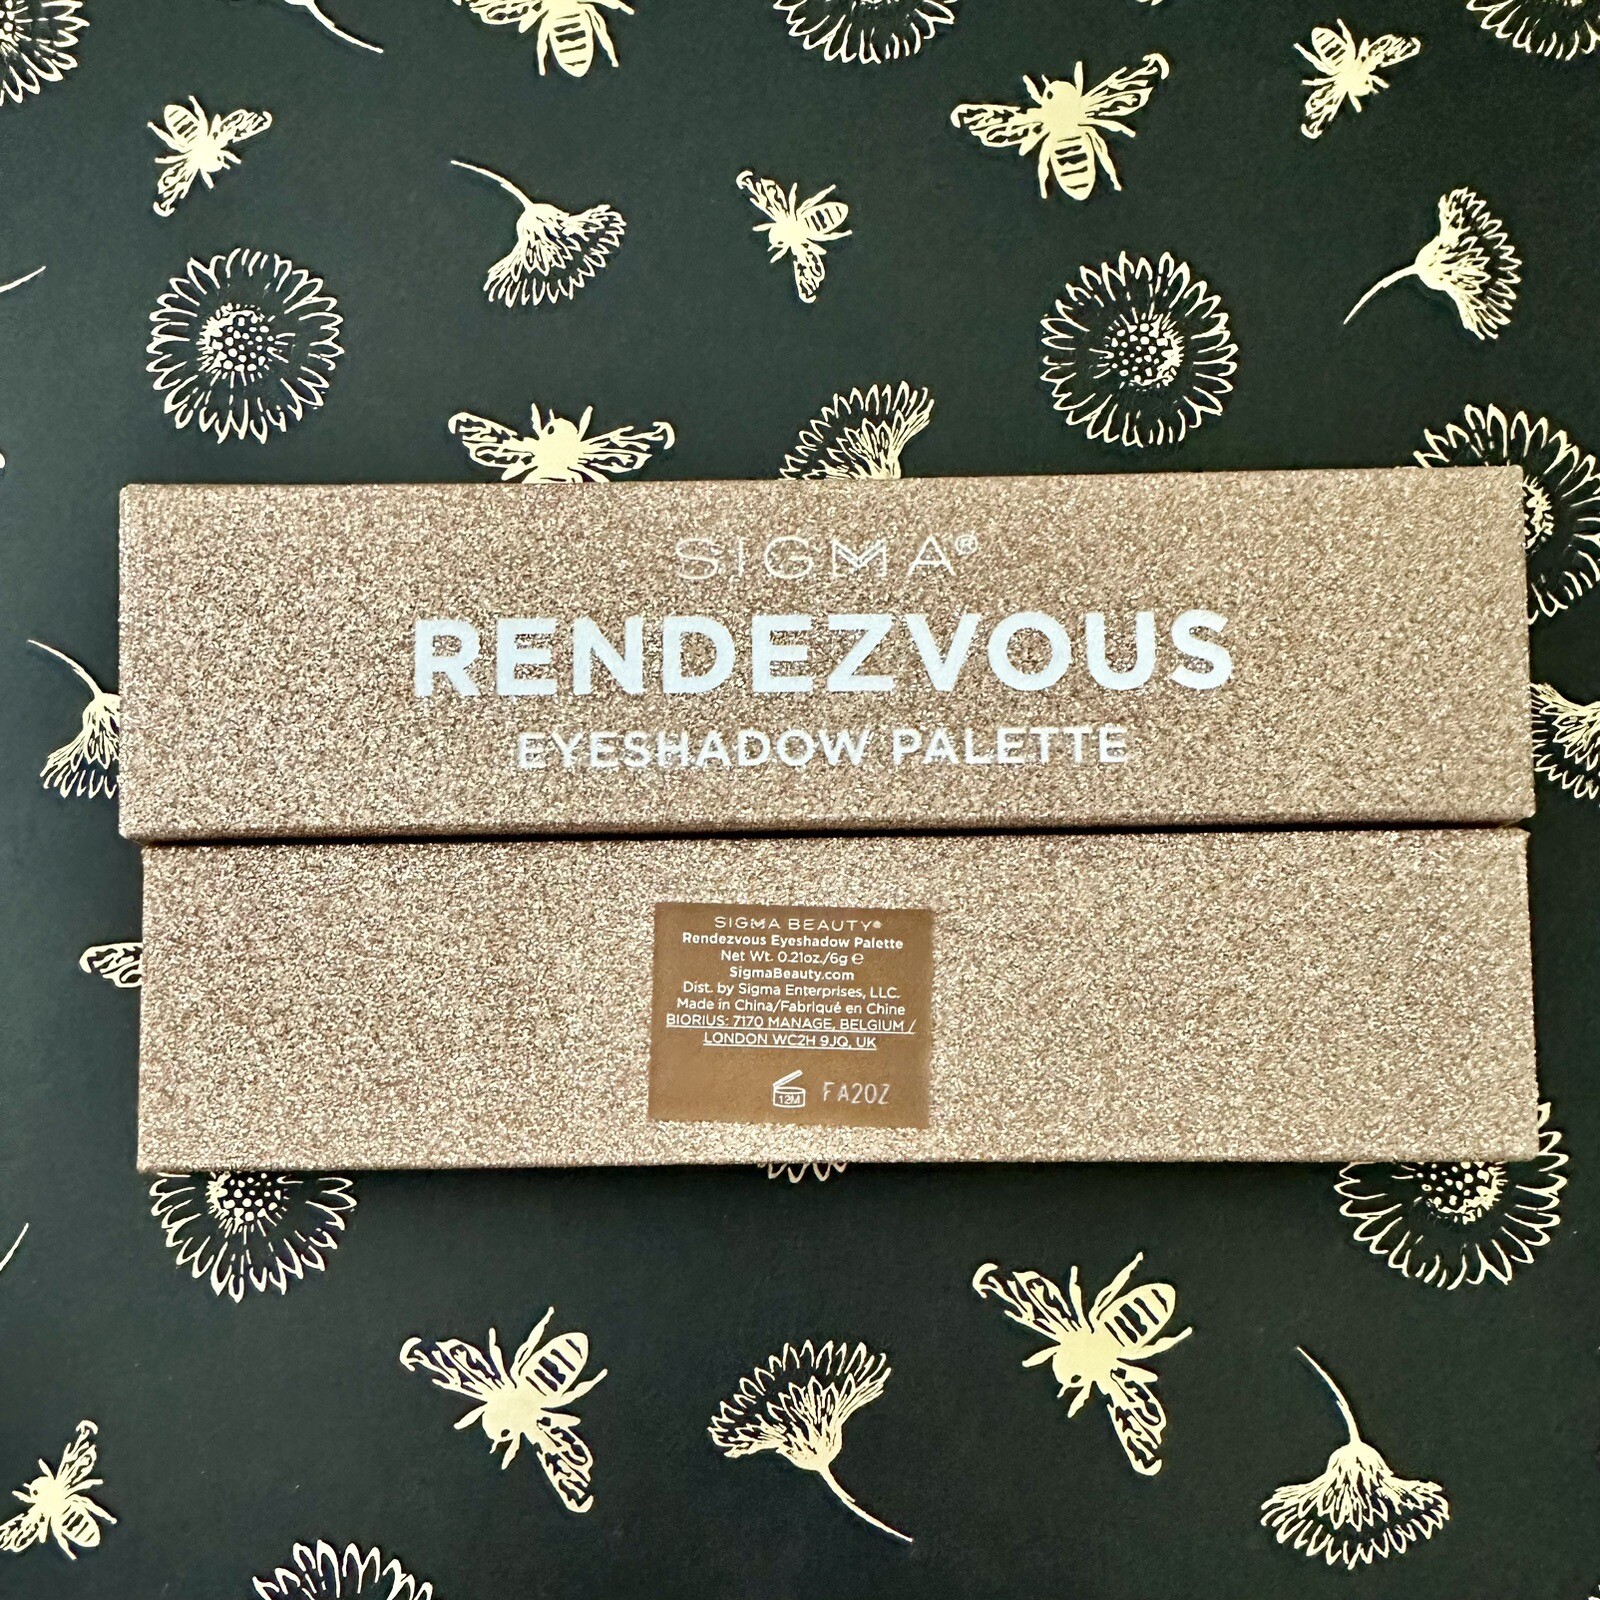 SIGMA®
RENDEZVOUS
EYESHADOW PALETTE
SIGMA BEAUTY®
Rendezvous Eyeshadow Palette
Net Wt. 0.21oz./6g ℮
SigmaBeauty.com
Dist. by Sigma Enterprises, LLC.
Made in China/Fabriqué en Chine
BIORIUS: 7170 MANAGE, BELGIUM /
LONDON WC2H 9JQ, UK
12M FA20Z